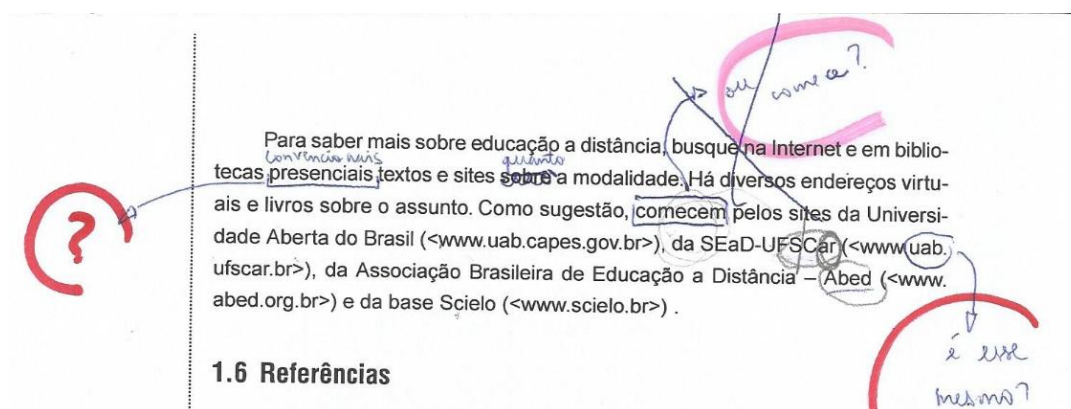 ou comece?
Para saber mais sobre educação a distância, busque na Internet e em biblio-
convencionais quanto
tecas presenciais textos e sites sobre a modalidade. Há diversos endereços virtu-
ais e livros sobre o assunto. Como sugestão, comecem pelos sites da Universi-
dade Aberta do Brasil (<www.uab.capes.gov.br>), da SEaD-UFSCar (<www.uab.
?
ufscar.br>), da Associação Brasileira de Educação a Distância – Abed (<www.
abed.org.br>) e da base Scielo (<www.scielo.br>) .
é esse
mesmo?
1.6 Referências